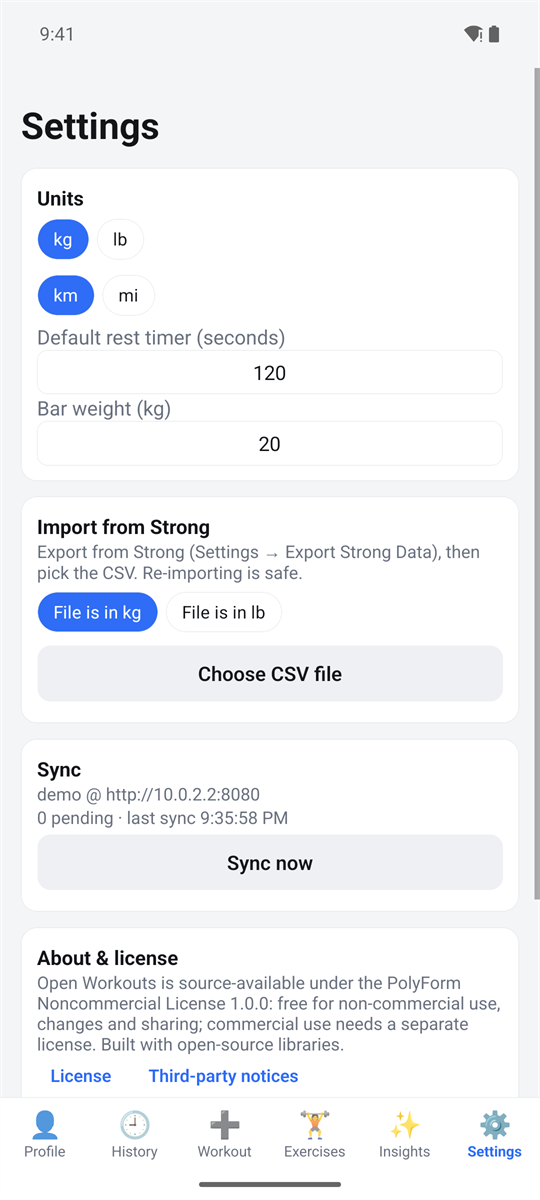 9:41
Settings
Units
kg lb
km mi
Default rest timer (seconds)
120
Bar weight (kg)
20
Import from Strong
Export from Strong (Settings → Export Strong Data), then
pick the CSV. Re-importing is safe.
File is in kg File is in lb
Choose CSV file
Sync
demo @ http://10.0.2.2:8080
0 pending · last sync 9:35:58 PM
Sync now
About & license
Open Workouts is source-available under the PolyForm
Noncommercial License 1.0.0: free for non-commercial use,
changes and sharing; commercial use needs a separate
license. Built with open-source libraries.
License Third-party notices
Profile History Workout Exercises Insights Settings